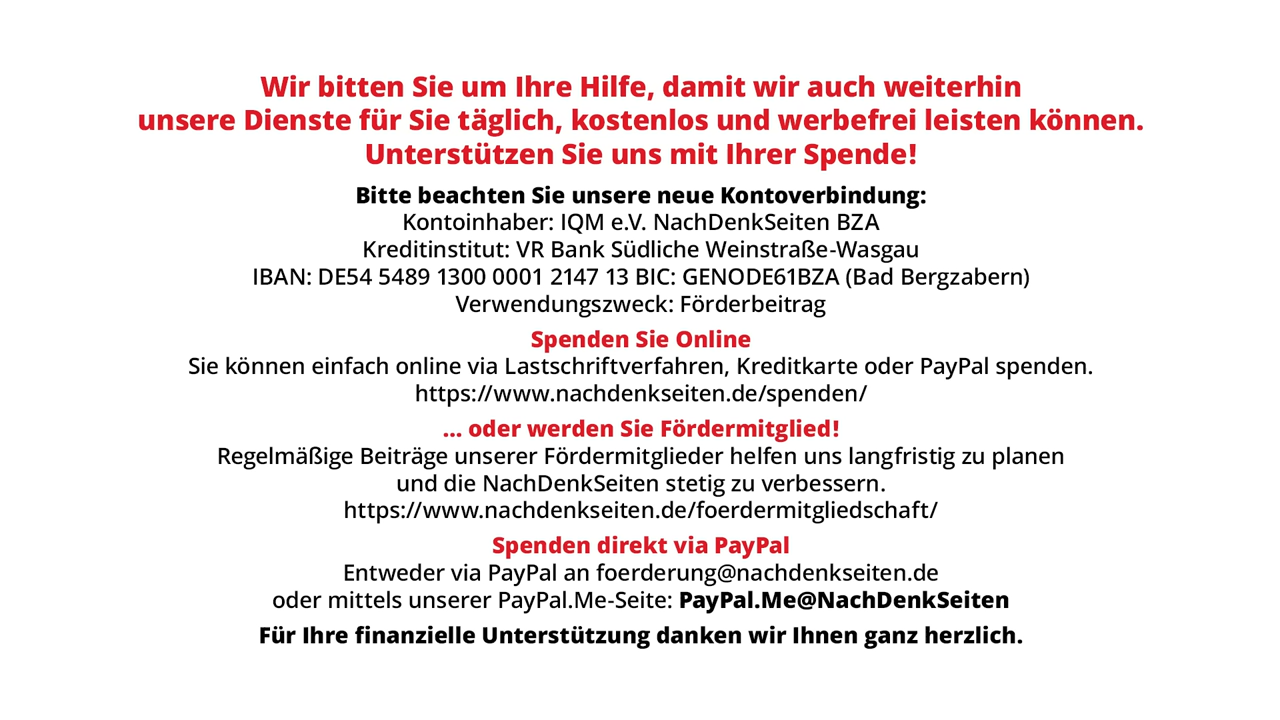 Wir bitten Sie um Ihre Hilfe, damit wir auch weiterhin
unsere Dienste für Sie täglich, kostenlos und werbefrei leisten können.
Unterstützen Sie uns mit Ihrer Spende!
Bitte beachten Sie unsere neue Kontoverbindung:
Kontoinhaber: IQM e.V. NachDenkSeiten BZA
Kreditinstitut: VR Bank Südliche Weinstraße-Wasgau
IBAN: DE54 5489 1300 0001 2147 13 BIC: GENODE61BZA (Bad Bergzabern)
Verwendungszweck: Förderbeitrag
Spenden Sie Online
Sie können einfach online via Lastschriftverfahren, Kreditkarte oder PayPal spenden.
https://www.nachdenkseiten.de/spenden/
... oder werden Sie Fördermitglied!
Regelmäßige Beiträge unserer Fördermitglieder helfen uns langfristig zu planen
und die NachDenkSeiten stetig zu verbessern.
https://www.nachdenkseiten.de/foerdermitgliedschaft/
Spenden direkt via PayPal
Entweder via PayPal an foerderung@nachdenkseiten.de
oder mittels unserer PayPal.Me-Seite: PayPal.Me@NachDenkSeiten
Für Ihre finanzielle Unterstützung danken wir Ihnen ganz herzlich.